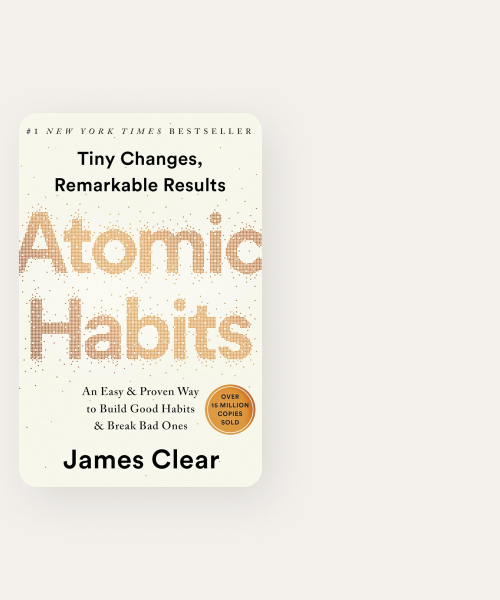 #1 NEW YORK TIMES BESTSELLER
Tiny Changes,
Remarkable Results
Atomic
Habits
An Easy & Proven Way
to Build Good Habits
& Break Bad Ones
OVER
15 MILLION
COPIES
SOLD
James Clear